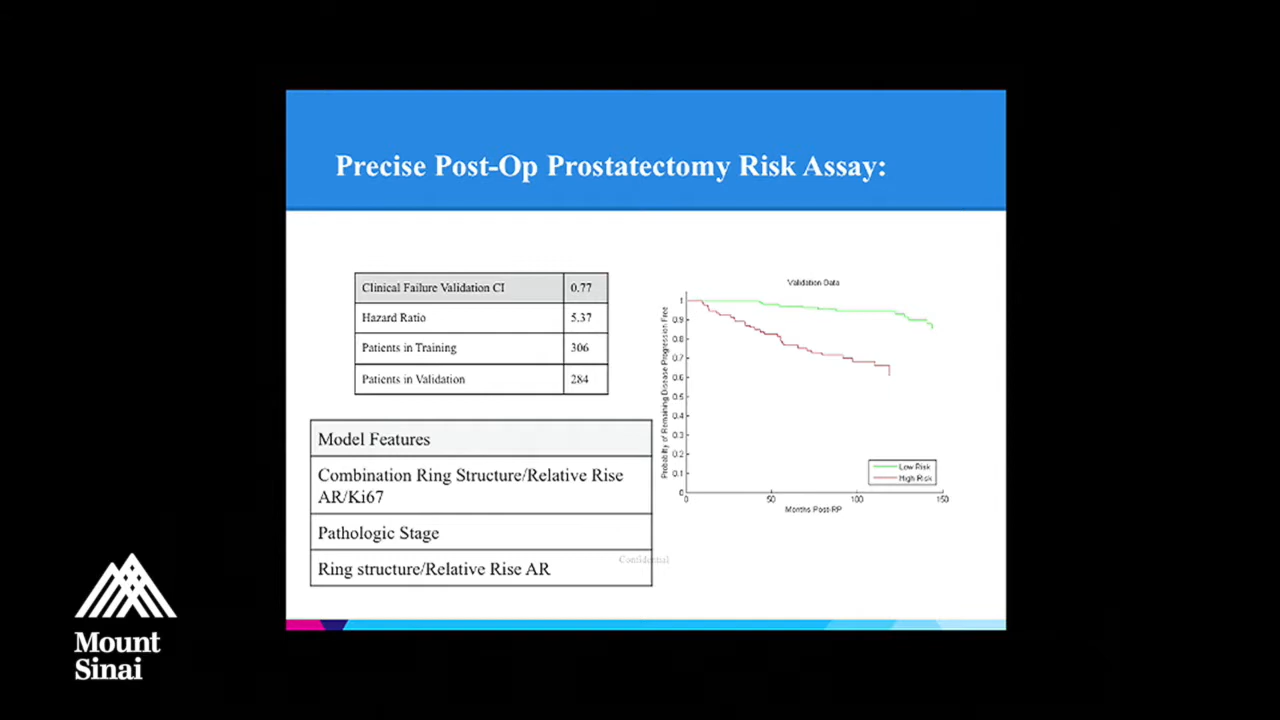 Precise Post-Op Prostatectomy Risk Assay:
Clinical Failure Validation CI 0.77
Hazard Ratio 5.37
Patients in Training 306
Patients in Validation 284
Model Features
Combination Ring Structure/Relative Rise
AR/Ki67
Pathologic Stage
Ring structure/Relative Rise AR
Confidential
Validation Data
Probability of Remaining Disease Progression Free
1
0.9
0.8
0.7
0.6
0.5
0.4
0.3
0.2
0.1
0
0 50 100 150
Months Post-RP
Low Risk
High Risk
Mount
Sinai